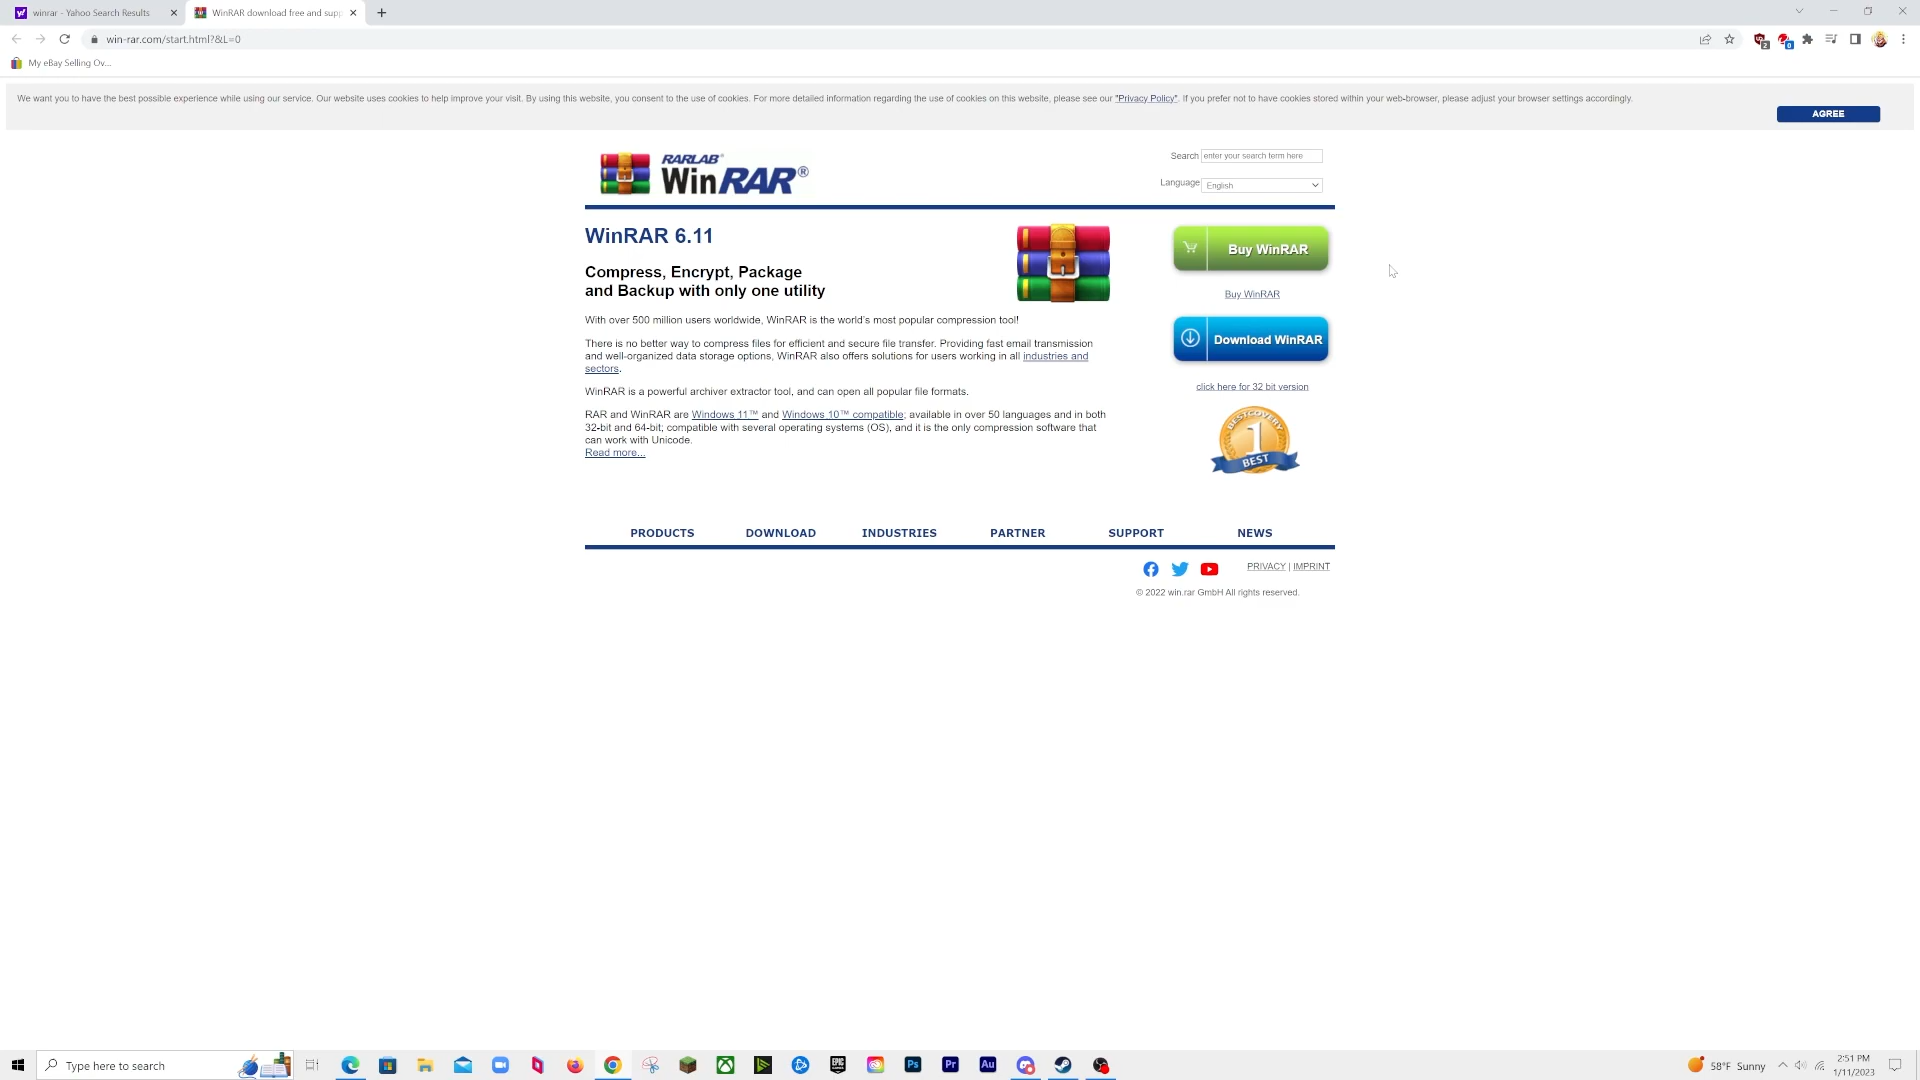 winrar - Yahoo Search Results
WinRAR download free and supp
win-rar.com/start.html?&L=0
2
0
My eBay Selling Ov...
We want you to have the best possible experience while using our service. Our website uses cookies to help improve your visit. By using this website, you consent to the use of cookies. For more detailed information regarding the use of cookies on this website, please see our "Privacy Policy". If you prefer not to have cookies stored within your web-browser, please adjust your browser settings accordingly.
AGREE
RARLAB®
WinRAR®
Search enter your search term here
Language English
WinRAR 6.11
Compress, Encrypt, Package
and Backup with only one utility
With over 500 million users worldwide, WinRAR is the world's most popular compression tool!
There is no better way to compress files for efficient and secure file transfer. Providing fast email transmission
and well-organized data storage options, WinRAR also offers solutions for users working in all industries and
sectors.
WinRAR is a powerful archiver extractor tool, and can open all popular file formats.
RAR and WinRAR are Windows 11™ and Windows 10™ compatible; available in over 50 languages and in both
32-bit and 64-bit; compatible with several operating systems (OS), and it is the only compression software that
can work with Unicode.
Read more...
Buy WinRAR
Buy WinRAR
Download WinRAR
click here for 32 bit version
BESTCOVERY
1
BEST
PRODUCTS DOWNLOAD INDUSTRIES PARTNER SUPPORT NEWS
PRIVACY | IMPRINT
© 2022 win.rar GmbH All rights reserved.
Type here to search
EPIC GAMES
Ps
Pr
Au
58°F Sunny
2:51 PM
1/11/2023